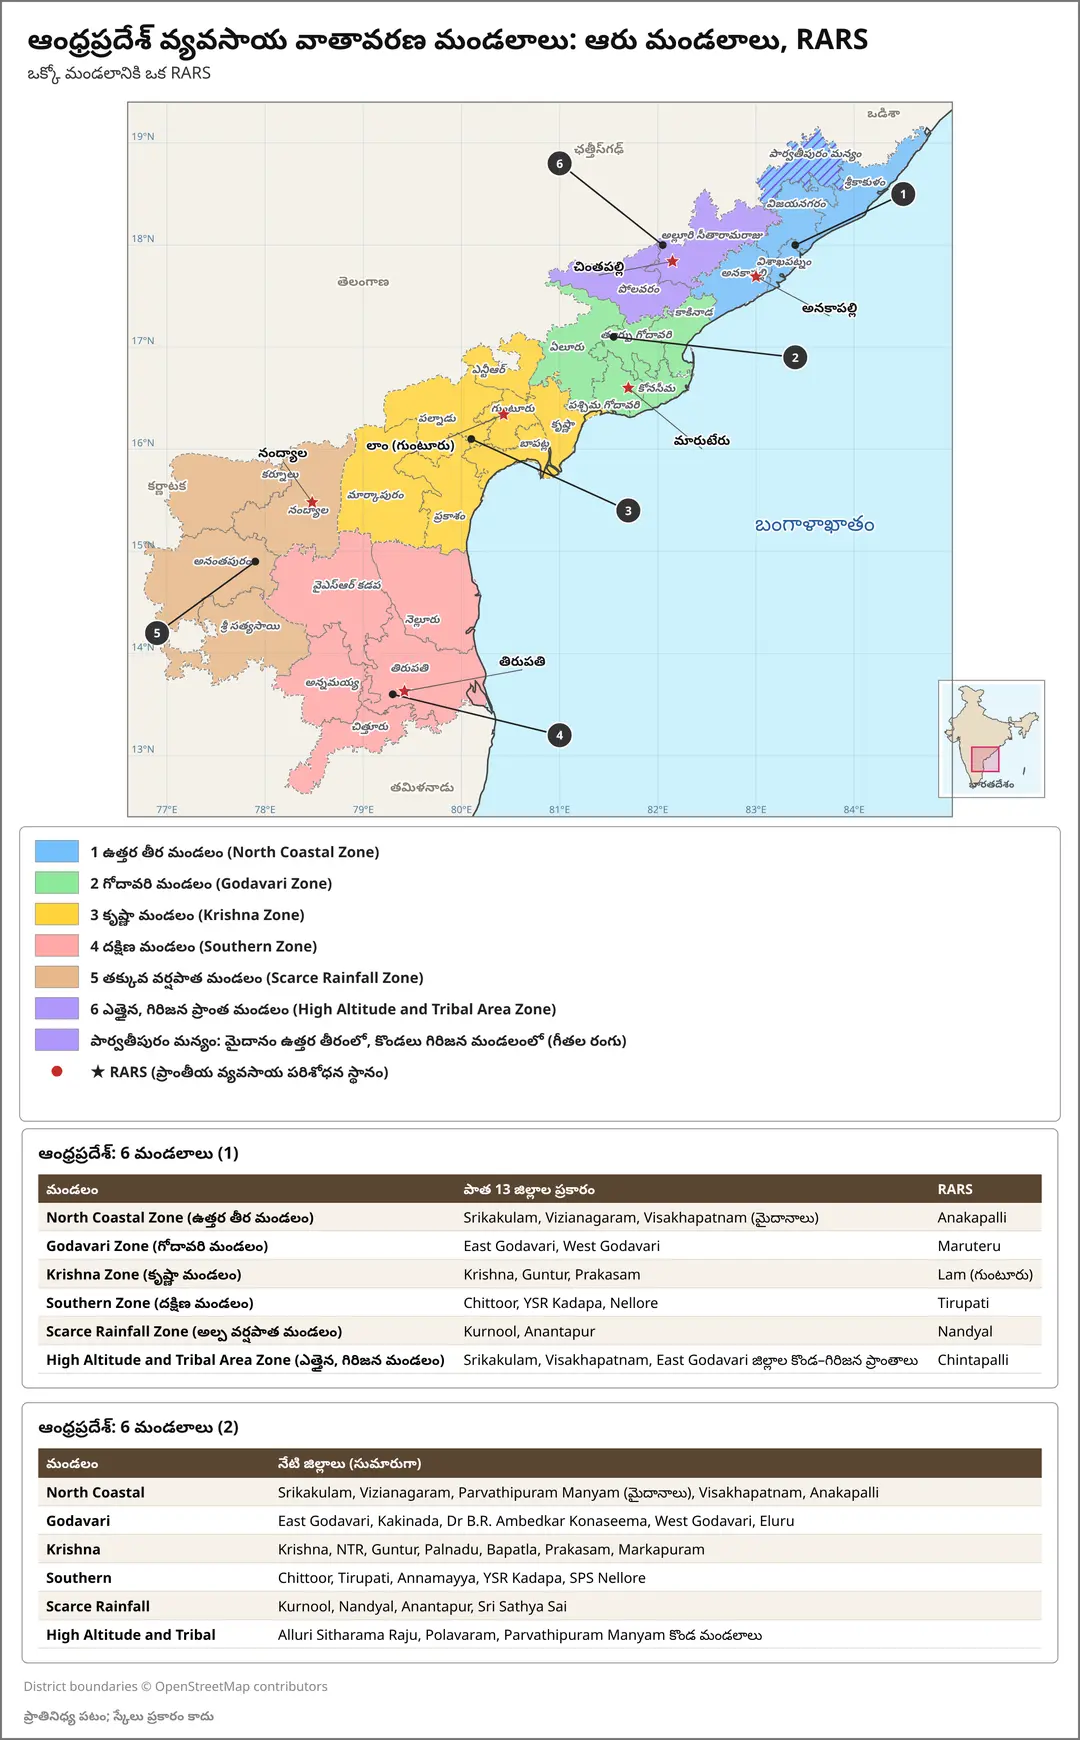 ఆంధ్రప్రదేశ్ వ్యవసాయ వాతావరణ మండలాలు: ఆరు మండలాలు, RARS
ఒక్కో మండలానికి ఒక RARS
19°N
18°N
17°N
16°N
15°N
14°N
13°N
77°E
78°E
79°E
80°E
81°E
82°E
83°E
84°E
ఒడిశా
ఛత్తీస్‌గఢ్
తెలంగాణ
కర్ణాటక
తమిళనాడు
బంగాళాఖాతం
పార్వతీపురం మన్యం
శ్రీకాకుళం
విజయనగరం
విశాఖపట్నం
అనకాపల్లి
అల్లూరి సీతారామరాజు
పోలవరం
కాకినాడ
తూర్పు గోదావరి
ఏలూరు
కోనసీమ
పశ్చిమ గోదావరి
ఎన్టీఆర్
గుంటూరు
పల్నాడు
కృష్ణా
బాపట్ల
మార్కాపురం
ప్రకాశం
కర్నూలు
నంద్యాల
అనంతపురం
శ్రీ సత్యసాయి
వైఎస్ఆర్ కడప
నెల్లూరు
తిరుపతి
అన్నమయ్య
చిత్తూరు
చింతపల్లి
అనకాపల్లి
మారుటేరు
లాం (గుంటూరు)
నంద్యాల
తిరుపతి
6
1
2
3
5
4
భారతదేశం
1 ఉత్తర తీర మండలం (North Coastal Zone)
2 గోదావరి మండలం (Godavari Zone)
3 కృష్ణా మండలం (Krishna Zone)
4 దక్షిణ మండలం (Southern Zone)
5 తక్కువ వర్షపాత మండలం (Scarce Rainfall Zone)
6 ఎత్తైన, గిరిజన ప్రాంత మండలం (High Altitude and Tribal Area Zone)
పార్వతీపురం మన్యం: మైదానం ఉత్తర తీరంలో, కొండలు గిరిజన మండలంలో (గీతల రంగు)
★ RARS (ప్రాంతీయ వ్యవసాయ పరిశోధన స్థానం)
ఆంధ్రప్రదేశ్: 6 మండలాలు (1)
మండలం పాత 13 జిల్లాల ప్రకారం RARS
North Coastal Zone (ఉత్తర తీర మండలం) Srikakulam, Vizianagaram, Visakhapatnam (మైదానాలు) Anakapalli
Godavari Zone (గోదావరి మండలం) East Godavari, West Godavari Maruteru
Krishna Zone (కృష్ణా మండలం) Krishna, Guntur, Prakasam Lam (గుంటూరు)
Southern Zone (దక్షిణ మండలం) Chittoor, YSR Kadapa, Nellore Tirupati
Scarce Rainfall Zone (అల్ప వర్షపాత మండలం) Kurnool, Anantapur Nandyal
High Altitude and Tribal Area Zone (ఎత్తైన, గిరిజన మండలం) Srikakulam, Visakhapatnam, East Godavari జిల్లాల కొండ–గిరిజన ప్రాంతాలు Chintapalli
ఆంధ్రప్రదేశ్: 6 మండలాలు (2)
మండలం నేటి జిల్లాలు (సుమారుగా)
North Coastal Srikakulam, Vizianagaram, Parvathipuram Manyam (మైదానాలు), Visakhapatnam, Anakapalli
Godavari East Godavari, Kakinada, Dr B.R. Ambedkar Konaseema, West Godavari, Eluru
Krishna Krishna, NTR, Guntur, Palnadu, Bapatla, Prakasam, Markapuram
Southern Chittoor, Tirupati, Annamayya, YSR Kadapa, SPS Nellore
Scarce Rainfall Kurnool, Nandyal, Anantapur, Sri Sathya Sai
High Altitude and Tribal Alluri Sitharama Raju, Polavaram, Parvathipuram Manyam కొండ మండలాలు
District boundaries © OpenStreetMap contributors
ప్రాతినిధ్య పటం; స్కేలు ప్రకారం కాదు